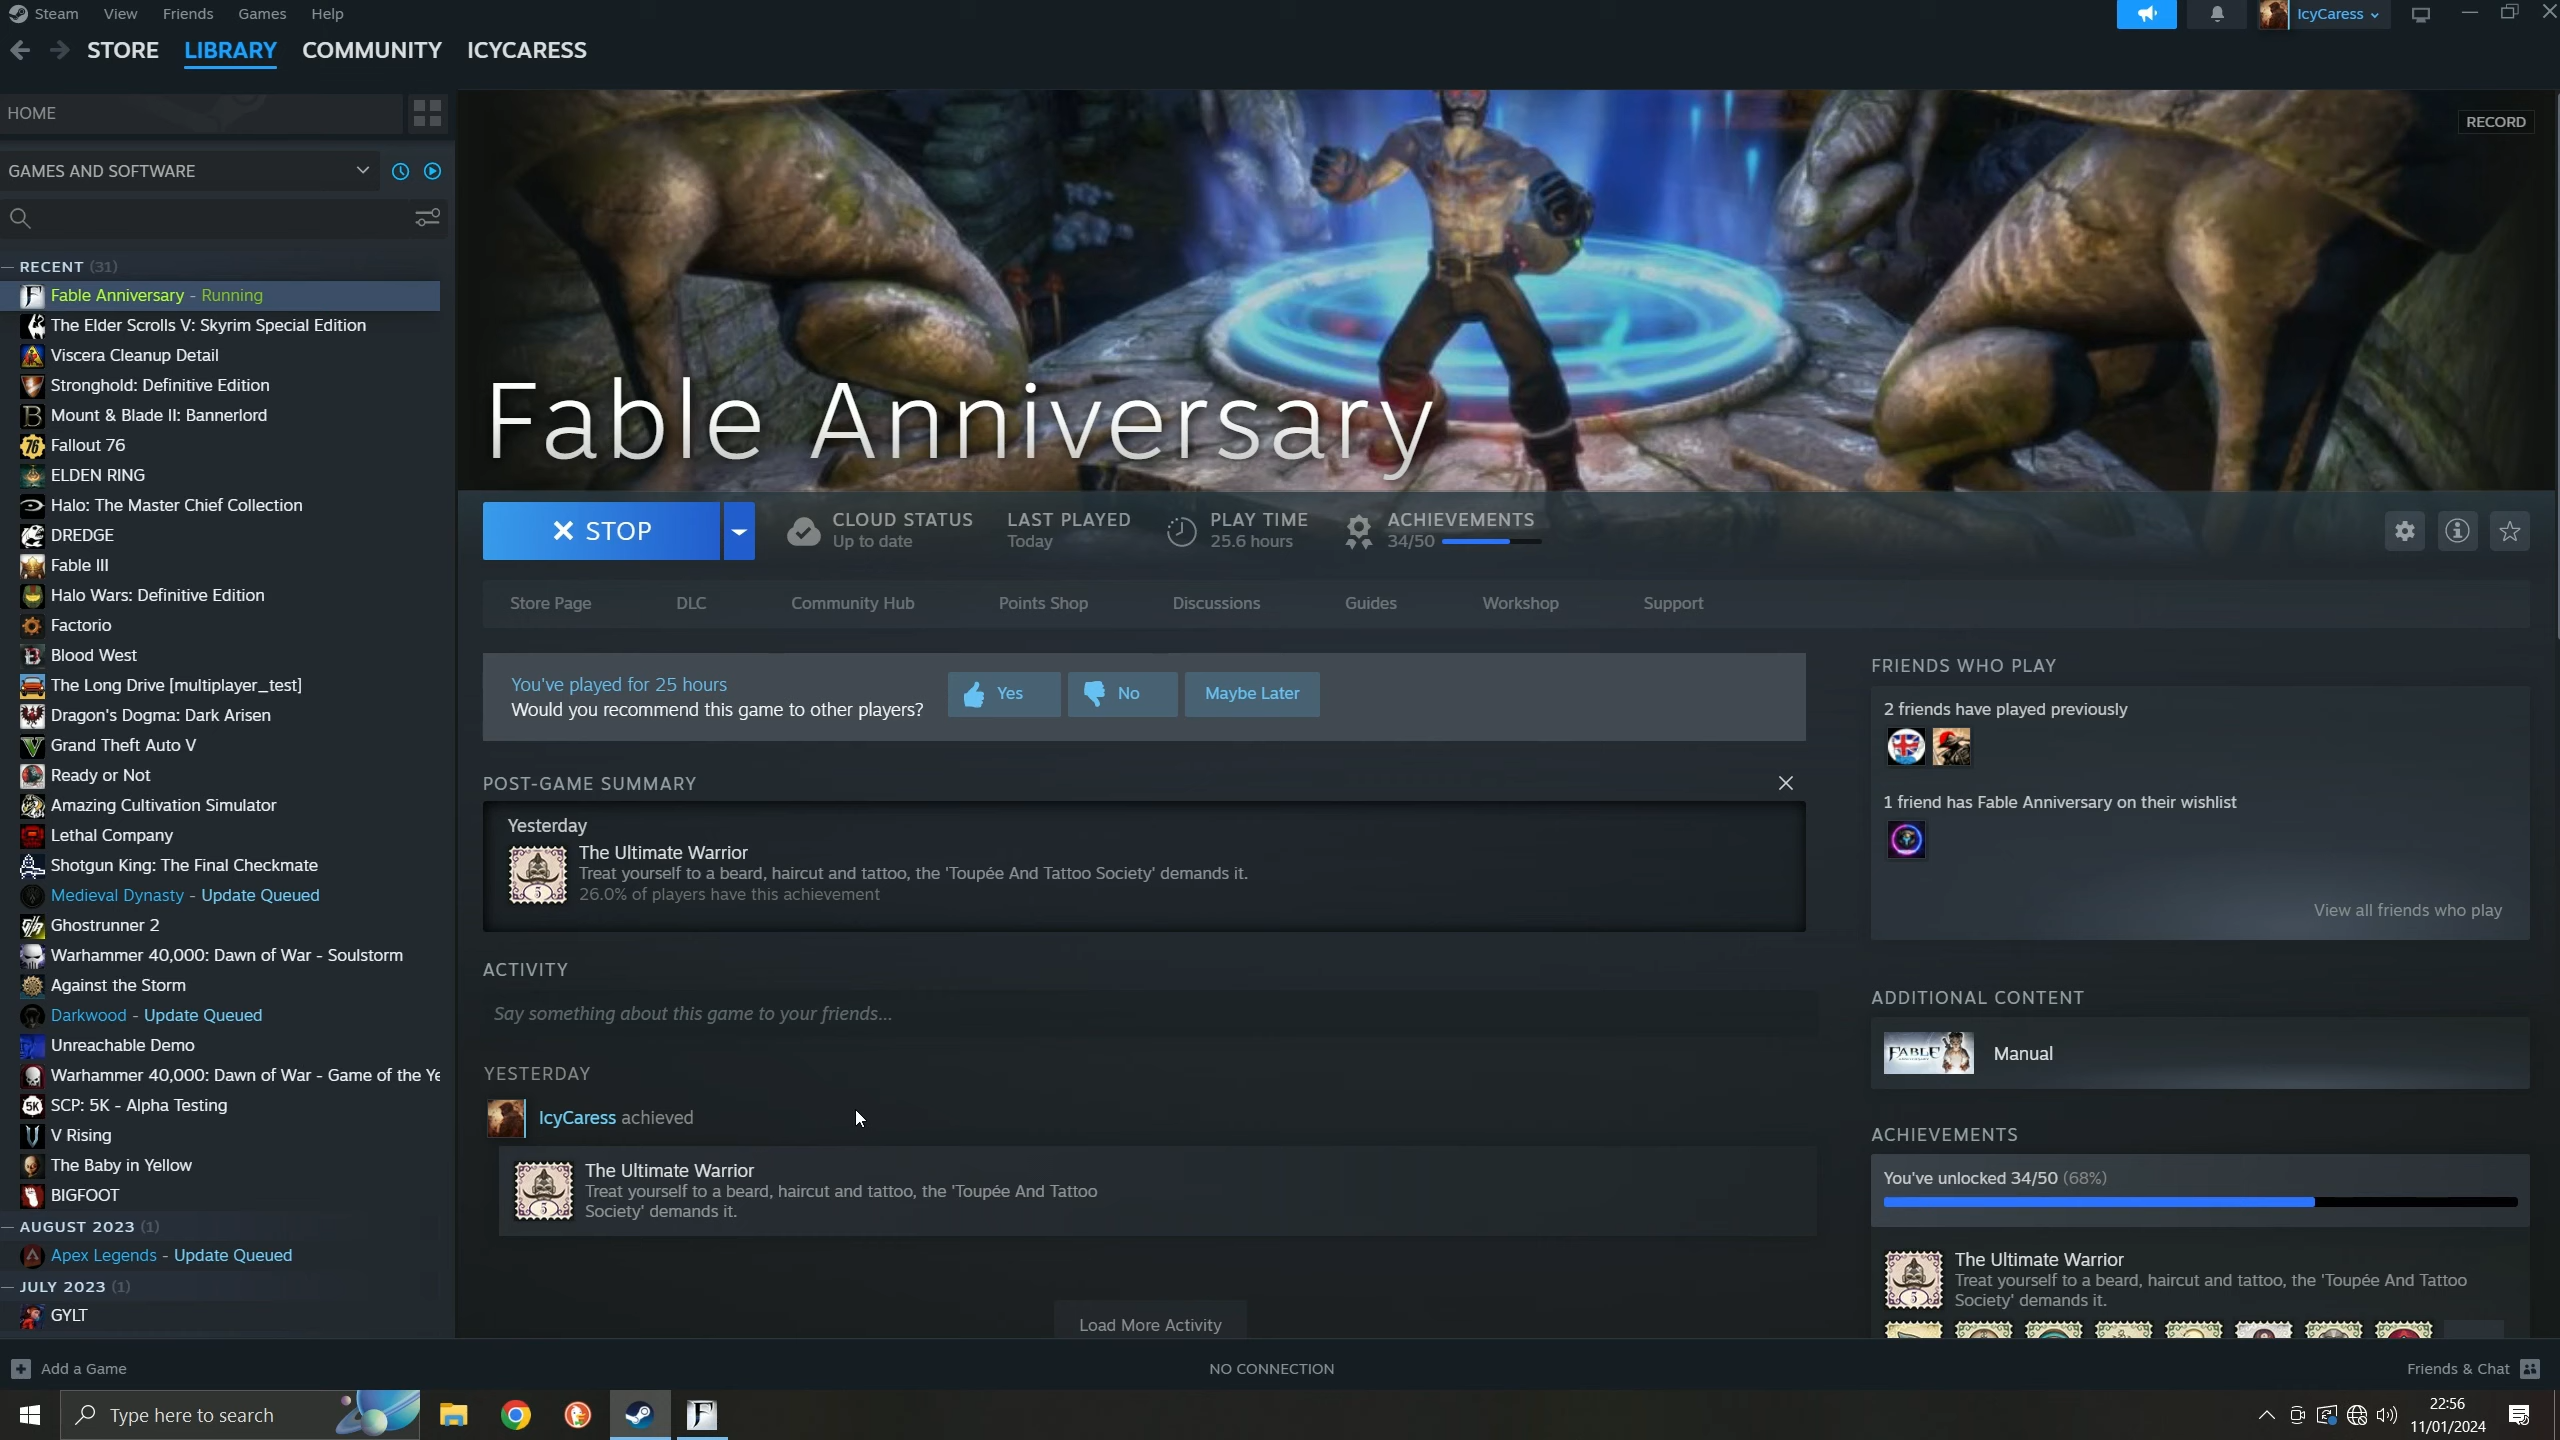 Steam View Friends Games Help
IcyCaress
STORE LIBRARY COMMUNITY ICYCARESS
HOME
RECORD
GAMES AND SOFTWARE
RECENT (31)
Fable Anniversary - Running
The Elder Scrolls V: Skyrim Special Edition
Viscera Cleanup Detail
Stronghold: Definitive Edition
Mount & Blade II: Bannerlord
Fallout 76
ELDEN RING
Halo: The Master Chief Collection
DREDGE
Fable III
Halo Wars: Definitive Edition
Factorio
Blood West
The Long Drive [multiplayer_test]
Dragon's Dogma: Dark Arisen
Grand Theft Auto V
Ready or Not
Amazing Cultivation Simulator
Lethal Company
Shotgun King: The Final Checkmate
Medieval Dynasty - Update Queued
Ghostrunner 2
Warhammer 40,000: Dawn of War - Soulstorm
Against the Storm
Darkwood - Update Queued
Unreachable Demo
Warhammer 40,000: Dawn of War - Game of the Ye
SCP: 5K - Alpha Testing
V Rising
The Baby in Yellow
BIGFOOT
AUGUST 2023 (1)
Apex Legends - Update Queued
JULY 2023 (1)
GYLT
Fable Anniversary
STOP
CLOUD STATUS
Up to date
LAST PLAYED
Today
PLAY TIME
25.6 hours
ACHIEVEMENTS
34/50
Store Page DLC Community Hub Points Shop Discussions Guides Workshop Support
You've played for 25 hours
Would you recommend this game to other players?
Yes No Maybe Later
POST-GAME SUMMARY
Yesterday
The Ultimate Warrior
Treat yourself to a beard, haircut and tattoo, the 'Toupée And Tattoo Society' demands it.
26.0% of players have this achievement
ACTIVITY
Say something about this game to your friends...
YESTERDAY
IcyCaress achieved
The Ultimate Warrior
Treat yourself to a beard, haircut and tattoo, the 'Toupée And Tattoo
Society' demands it.
Load More Activity
FRIENDS WHO PLAY
2 friends have played previously
1 friend has Fable Anniversary on their wishlist
View all friends who play
ADDITIONAL CONTENT
FABLE
Manual
ACHIEVEMENTS
You've unlocked 34/50 (68%)
The Ultimate Warrior
Treat yourself to a beard, haircut and tattoo, the 'Toupée And Tattoo
Society' demands it.
Add a Game
NO CONNECTION
Friends & Chat
Type here to search
22:56
11/01/2024